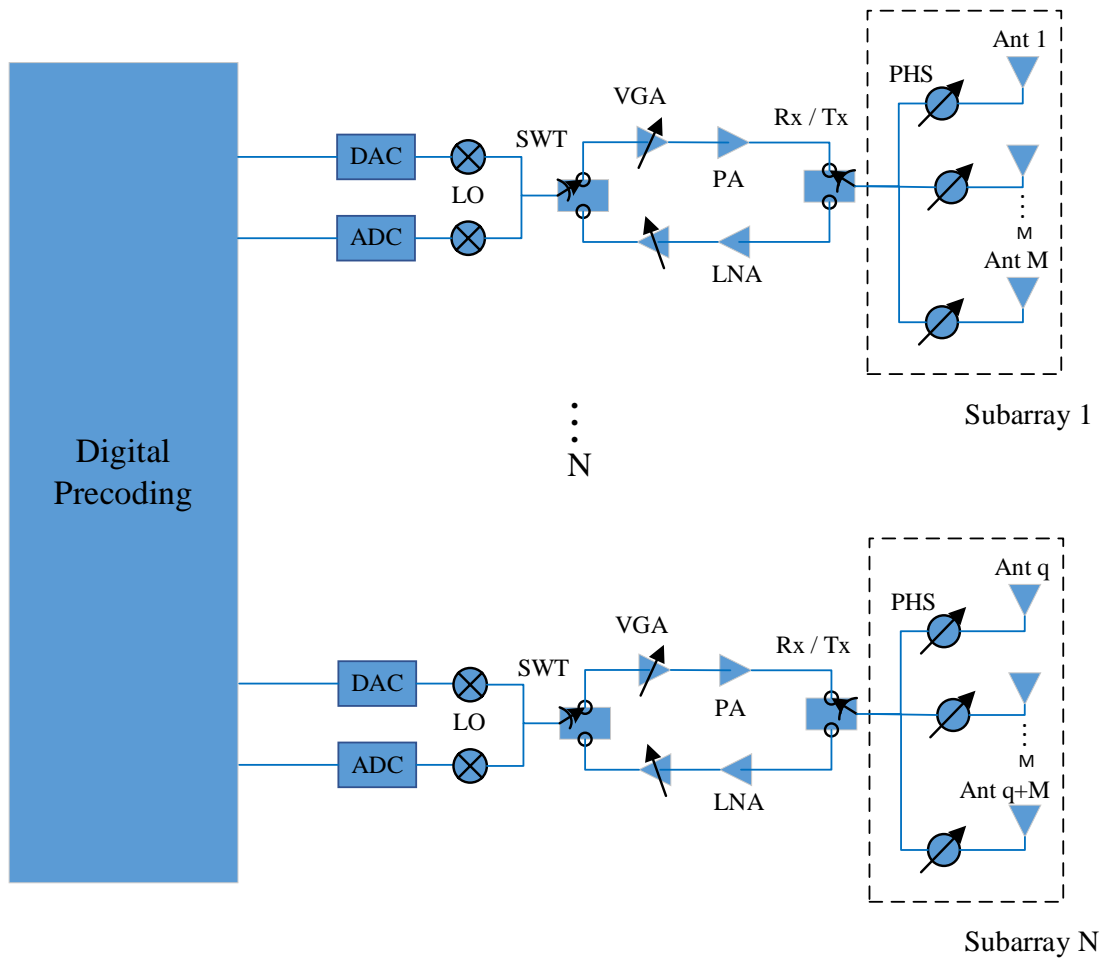 Ant 1
PHS
VGA
Rx / Tx
SWT
DAC
PA
LO
M
ADC
Ant M
LNA
Subarray 1
Digital
Precoding
N
Ant q
PHS
VGA
Rx / Tx
SWT
DAC
PA
LO
M
ADC
Ant q+M
LNA
Subarray N